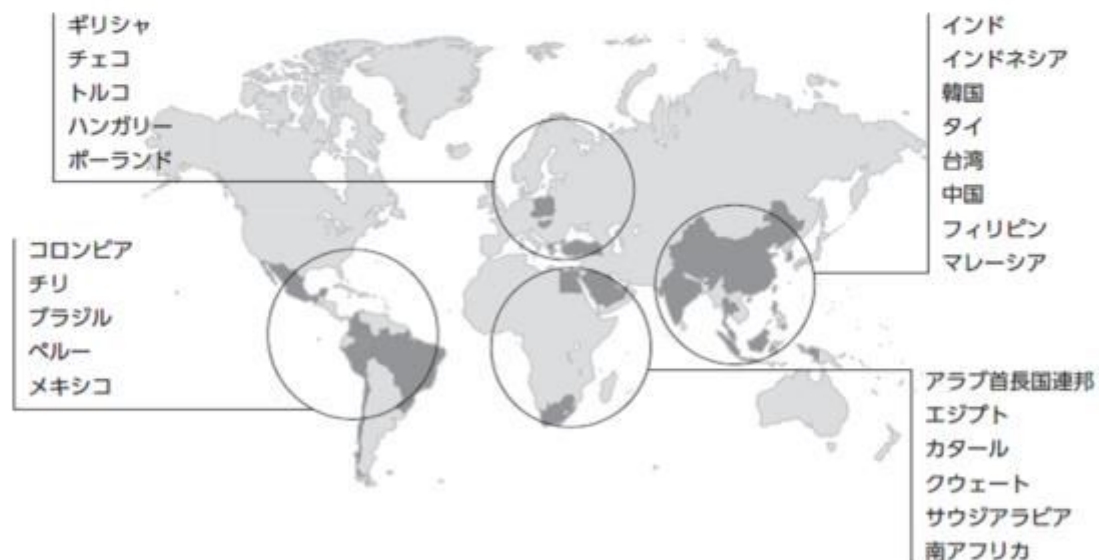 ギリシャ
チェコ
トルコ
ハンガリー
ポーランド
インド
インドネシア
韓国
タイ
台湾
中国
フィリピン
マレーシア
コロンビア
チリ
ブラジル
ペルー
メキシコ
アラブ首長国連邦
エジプト
カタール
クウェート
サウジアラビア
南アフリカ